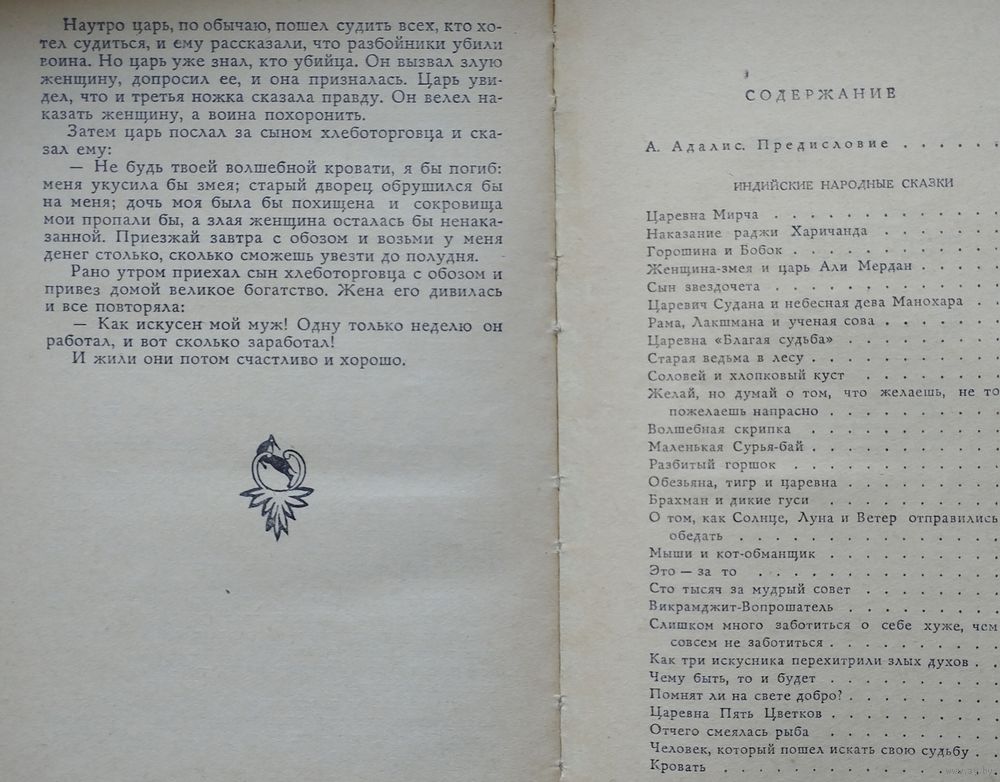 Наутро царь, по обычаю, пошел судить всех, кто хо-
тел судиться, и ему рассказали, что разбойники убили
воина. Но царь уже знал, кто убийца. Он вызвал злую
женщину, допросил ее, и она призналась. Царь уви-
дел, что и третья ножка сказала правду. Он велел на-
казать женщину, а воина похоронить.
Затем царь послал за сыном хлеботорговца и ска-
зал ему:
— Не будь твоей волшебной кровати, я бы погиб:
меня укусила бы змея; старый дворец обрушился бы
на меня; дочь моя была бы похищена и сокровища
мои пропали бы, а злая женщина осталась бы ненака-
занной. Приезжай завтра с обозом и возьми у меня
денег столько, сколько сможешь увезти до полудня.
Рано утром приехал сын хлеботорговца с обозом и
привез домой великое богатство. Жена его дивилась
и все повторяла:
— Как искусен мой муж! Одну только неделю он
работал, и вот сколько заработал!
И жили они потом счастливо и хорошо.
СОДЕРЖАНИЕ
А. Адалис. Предисловие . . . . . .
ИНДИЙСКИЕ НАРОДНЫЕ СКАЗКИ
Царевна Мирча . . . . . . . . . .
Наказание раджи Харичанда . . . . . .
Горошина и Бобок . . . . . . . . .
Женщина-змея и царь Али Мердан . . . .
Сын звездочета . . . . . . . . . .
Царевич Судана и небесная дева Манохара . .
Рама, Лакшмана и ученая сова . . . . . .
Царевна «Благая судьба» . . . . . . .
Старая ведьма в лесу . . . . . . . . .
Соловей и хлопковый куст . . . . . .
Желай, но думай о том, что желаешь, не то
пожелаешь напрасно . . . . . . . .
Волшебная скрипка . . . . . . . . .
Маленькая Сурья-бай . . . . . . . . .
Разбитый горшок . . . . . . . . .
Обезьяна, тигр и царевна . . . . . . .
Брахман и дикие гуси . . . . . . . .
О том, как Солнце, Луна и Ветер отправились
обедать . . . . . . . . . . .
Мыши и кот-обманщик . . . . . . . .
Это — за то . . . . . . . . . . .
Сто тысяч за мудрый совет . . . . . .
Викрамджит-Вопрошатель . . . . . . .
Слишком много заботиться о себе хуже, чем
совсем не заботиться . . . . . . . .
Как три искусника перехитрили злых духов . .
Чему быть, то и будет . . . . . . . .
Помнят ли на свете добро? . . . . . . .
Царевна Пять Цветков . . . . . . . .
Отчего смеялась рыба . . . . . . . .
Человек, который пошел искать свою судьбу . .
Кровать . . . . . . . . . . . .